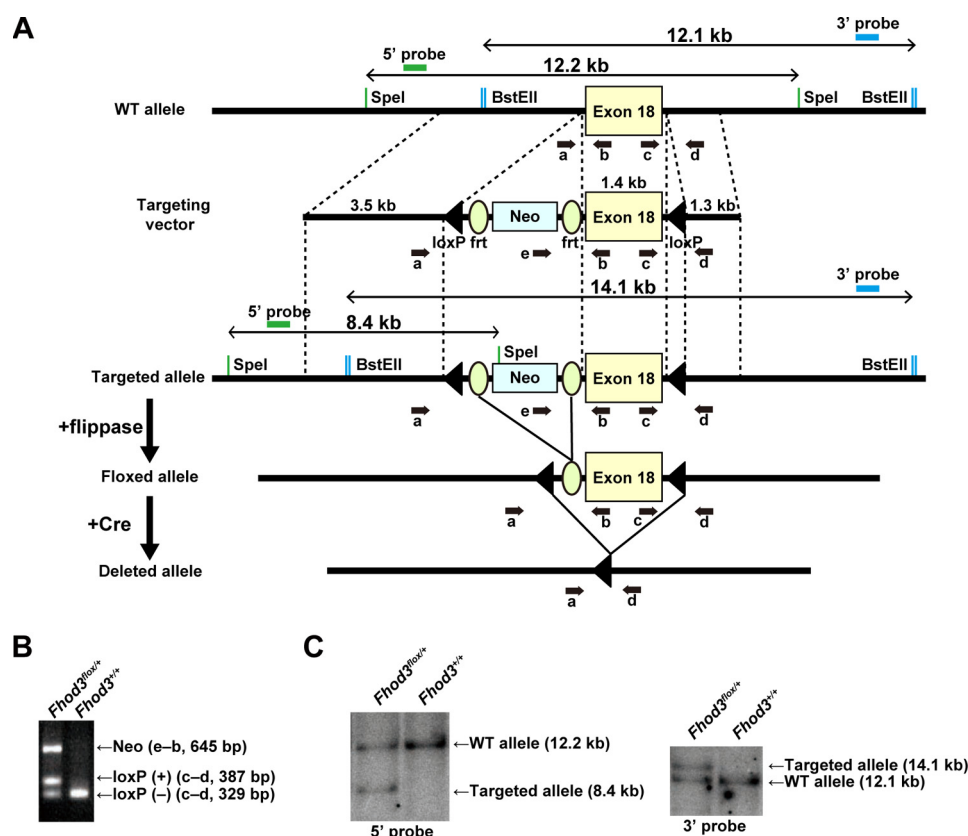 A
3' probe
12.1 kb
5' probe
12.2 kb
SpeI
BstEII
SpeI
BstEII
WT allele
Exon 18
a
b
c
d
1.4 kb
Targeting
vector
3.5 kb
Neo
Exon 18
1.3 kb
loxP
frt
frt
loxP
a
e
b
c
d
3' probe
14.1 kb
5' probe
8.4 kb
SpeI
SpeI
BstEII
BstEII
Targeted allele
Neo
Exon 18
a
e
b
c
d
+flippase
Floxed allele
Exon 18
a
b
c
d
+Cre
Deleted allele
a
d
B
Fhod3flox/+
Fhod3+/+
←Neo (e–b, 645 bp)
←loxP (+) (c–d, 387 bp)
←loxP (–) (c–d, 329 bp)
C
Fhod3flox/+
Fhod3+/+
←WT allele (12.2 kb)
←Targeted allele (8.4 kb)
5' probe
Fhod3flox/+
Fhod3+/+
←Targeted allele (14.1 kb)
←WT allele (12.1 kb)
3' probe